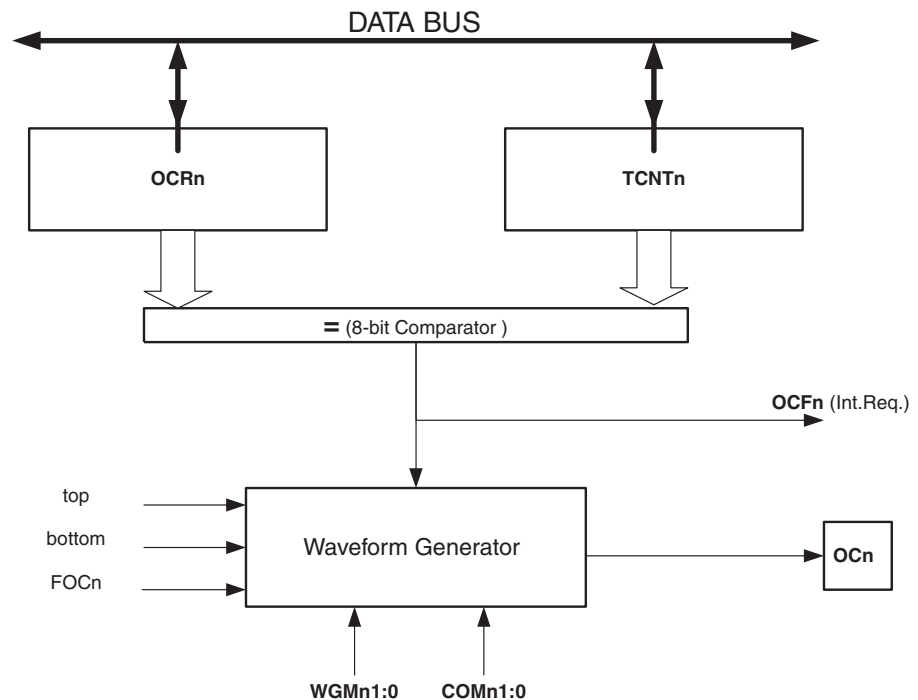 DATA BUS
OCRn
TCNTn
= (8-bit Comparator )
OCFn (Int.Req.)
top
bottom
FOCn
Waveform Generator
OCn
WGMn1:0
COMn1:0